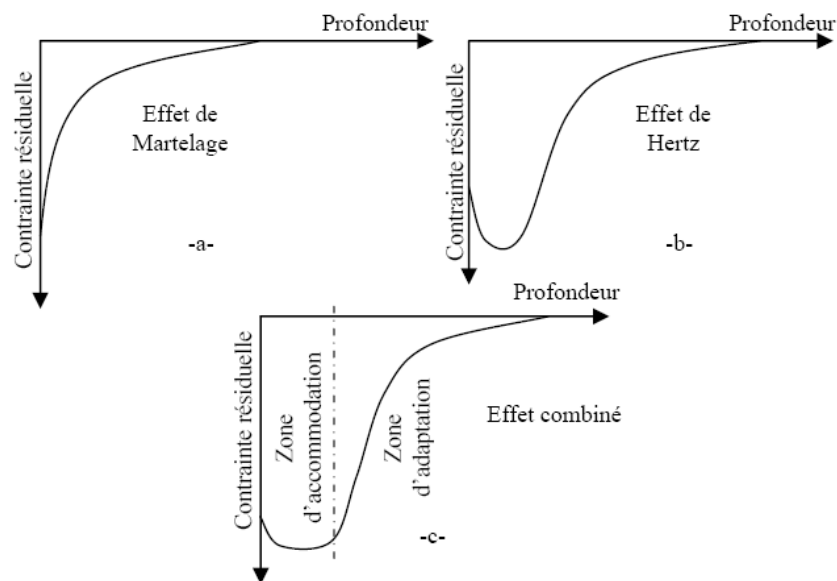 Profondeur
Contrainte résiduelle
Effet de
Martelage
-a-
Profondeur
Contrainte résiduelle
Effet de
Hertz
-b-
Profondeur
Contrainte résiduelle
Zone
d’accommodation
Zone
d’adaptation
Effet combiné
-c-